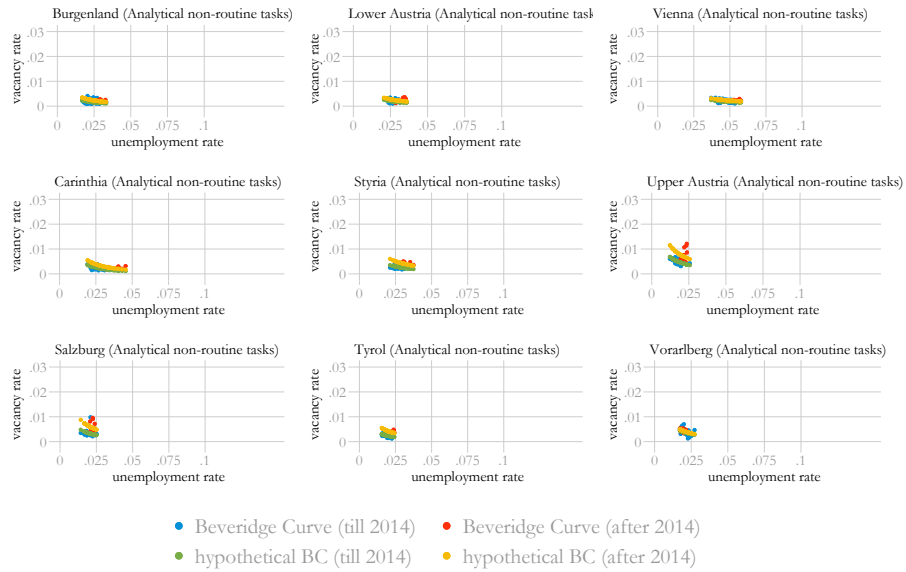 Burgenland (Analytical non-routine tasks)
Lower Austria (Analytical non-routine task
Vienna (Analytical non-routine tasks)
vacancy rate
.03
.02
.01
0
0 .025 .05 .075 .1
unemployment rate
vacancy rate
.03
.02
.01
0
0 .025 .05 .075 .1
unemployment rate
vacancy rate
.03
.02
.01
0
0 .025 .05 .075 .1
unemployment rate
Carinthia (Analytical non-routine tasks)
Styria (Analytical non-routine tasks)
Upper Austria (Analytical non-routine tasks)
vacancy rate
.03
.02
.01
0
0 .025 .05 .075 .1
unemployment rate
vacancy rate
.03
.02
.01
0
0 .025 .05 .075 .1
unemployment rate
vacancy rate
.03
.02
.01
0
0 .025 .05 .075 .1
unemployment rate
Salzburg (Analytical non-routine tasks)
Tyrol (Analytical non-routine tasks)
Vorarlberg (Analytical non-routine tasks)
vacancy rate
.03
.02
.01
0
0 .025 .05 .075 .1
unemployment rate
vacancy rate
.03
.02
.01
0
0 .025 .05 .075 .1
unemployment rate
vacancy rate
.03
.02
.01
0
0 .025 .05 .075 .1
unemployment rate
Beveridge Curve (till 2014) Beveridge Curve (after 2014)
hypothetical BC (till 2014) hypothetical BC (after 2014)